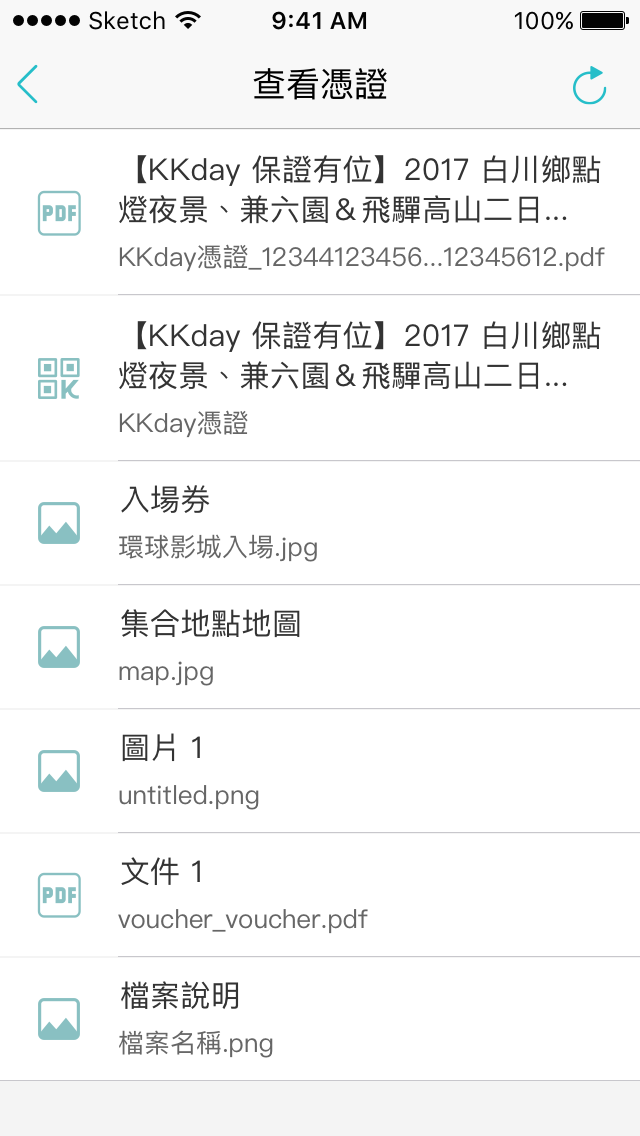 Sketch 9:41 AM 100%
查看憑證
【KKday 保證有位】2017 白川鄉點
燈夜景、兼六園＆飛驒高山二日...
PDF
KKday憑證_12344123456...12345612.pdf
【KKday 保證有位】2017 白川鄉點
燈夜景、兼六園＆飛驒高山二日...
K
KKday憑證
入場券
環球影城入場.jpg
集合地點地圖
map.jpg
圖片 1
untitled.png
文件 1
PDF
voucher_voucher.pdf
檔案說明
檔案名稱.png